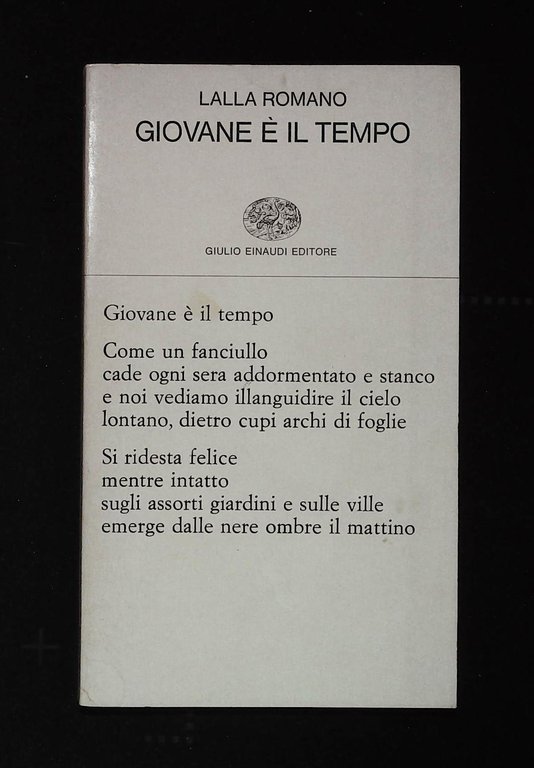 LALLA ROMANO
GIOVANE È IL TEMPO
GIULIO EINAUDI EDITORE
Giovane è il tempo
Come un fanciullo
cade ogni sera addormentato e stanco
e noi vediamo illanguidire il cielo
lontano, dietro cupi archi di foglie
Si ridesta felice
mentre intatto
sugli assorti giardini e sulle ville
emerge dalle nere ombre il mattino